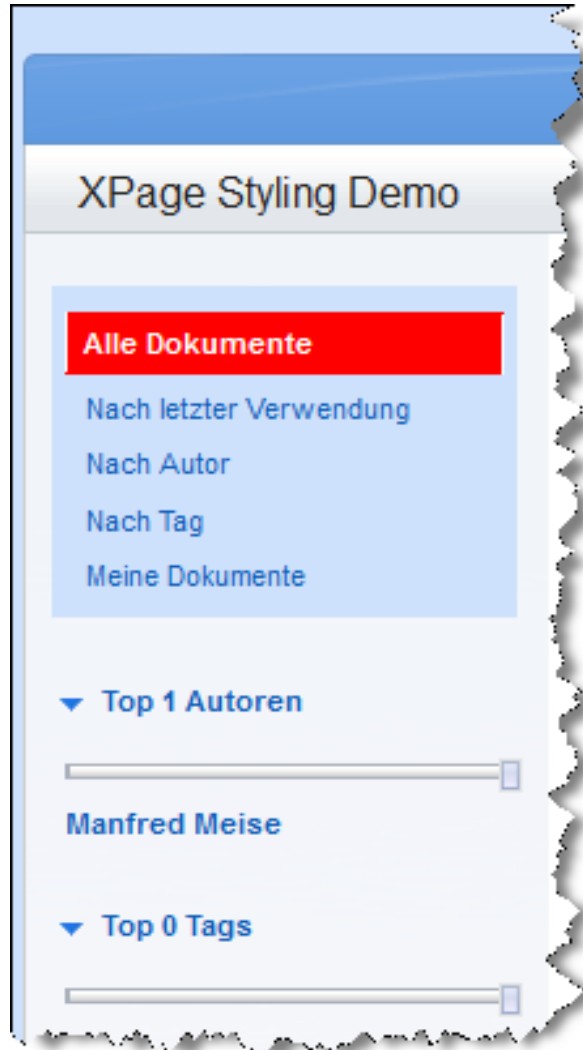 XPage Styling Demo
Alle Dokumente
Nach letzter Verwendung
Nach Autor
Nach Tag
Meine Dokumente
Top 1 Autoren
Manfred Meise
Top 0 Tags